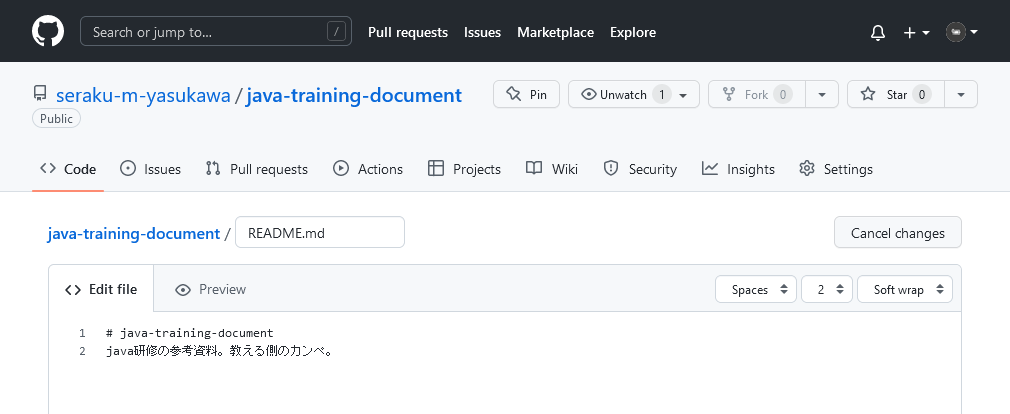 Search or jump to... /
Pull requests Issues Marketplace Explore
seraku-m-yasukawa / java-training-document
Public
Pin Unwatch 1 Fork 0 Star 0
Code Issues Pull requests Actions Projects Wiki Security Insights Settings
java-training-document / README.md
Cancel changes
Edit file Preview
Spaces 2 Soft wrap
1 # java-training-document
2 java研修の参考資料。教える側のカンペ。